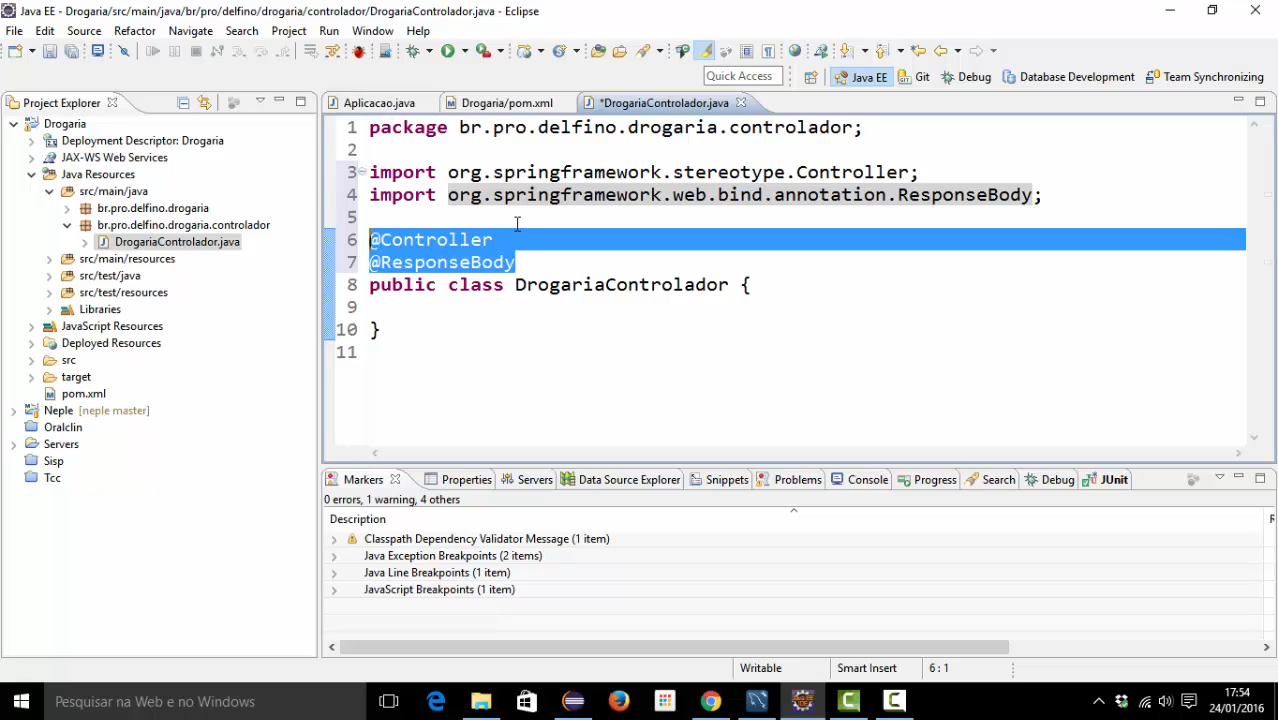 Java EE - Drogaria/src/main/java/br/pro/delfino/drogaria/controlador/DrogariaControlador.java - Eclipse
File Edit Source Refactor Navigate Search Project Run Window Help
Quick Access
Java EE Git Debug Database Development Team Synchronizing
Project Explorer
Drogaria
Deployment Descriptor: Drogaria
JAX-WS Web Services
Java Resources
src/main/java
br.pro.delfino.drogaria
br.pro.delfino.drogaria.controlador
DrogariaControlador.java
src/main/resources
src/test/java
src/test/resources
Libraries
JavaScript Resources
Deployed Resources
src
target
pom.xml
Neple [neple master]
Oralclin
Servers
Sisp
Tcc
Aplicacao.java Drogaria/pom.xml *DrogariaControlador.java
1 package br.pro.delfino.drogaria.controlador;
2
3 import org.springframework.stereotype.Controller;
4 import org.springframework.web.bind.annotation.ResponseBody;
5
6 @Controller
7 @ResponseBody
8 public class DrogariaControlador {
9
10 }
11
Markers Properties Servers Data Source Explorer Snippets Problems Console Progress Search Debug JUnit
0 errors, 1 warning, 4 others
Description R
Classpath Dependency Validator Message (1 item)
Java Exception Breakpoints (2 items)
Java Line Breakpoints (1 item)
JavaScript Breakpoints (1 item)
Writable Smart Insert 6 : 1
Pesquisar na Web e no Windows
17:54
24/01/2016